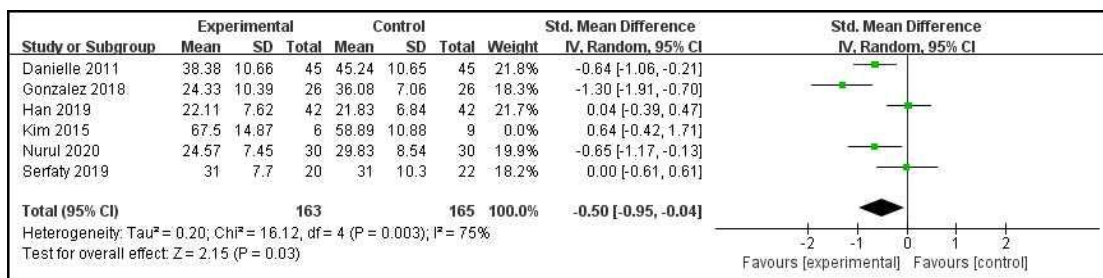 Experimental Control Std. Mean Difference Std. Mean Difference
Study or Subgroup Mean SD Total Mean SD Total Weight IV, Random, 95% CI IV, Random, 95% CI
Danielle 2011 38.38 10.66 45 45.24 10.65 45 21.8% -0.64 [-1.06, -0.21]
Gonzalez 2018 24.33 10.39 26 36.08 7.06 26 18.3% -1.30 [-1.91, -0.70]
Han 2019 22.11 7.62 42 21.83 6.84 42 21.7% 0.04 [-0.39, 0.47]
Kim 2015 67.5 14.87 6 58.89 10.88 9 0.0% 0.64 [-0.42, 1.71]
Nurul 2020 24.57 7.45 30 29.83 8.54 30 19.9% -0.65 [-1.17, -0.13]
Serfaty 2019 31 7.7 20 31 10.3 22 18.2% 0.00 [-0.61, 0.61]
Total (95% CI) 163 165 100.0% -0.50 [-0.95, -0.04]
Heterogeneity: Tau² = 0.20; Chi² = 16.12, df = 4 (P = 0.003); I² = 75%
Test for overall effect: Z = 2.15 (P = 0.03)
-2 -1 0 1 2
Favours [experimental] Favours [control]